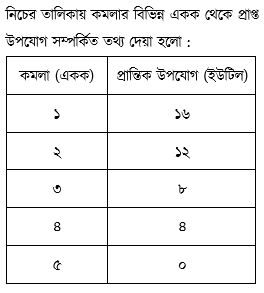 নিচের তালিকায় কমলার বিভিন্ন একক থেকে প্রাপ্ত
উপযোগ সম্পর্কিত তথ্য দেয়া হলো :
কমলা (একক) প্রান্তিক উপযোগ (ইউটিল)
১ ১৬
২ ১২
৩ ৮
৪ ৪
৫ ০